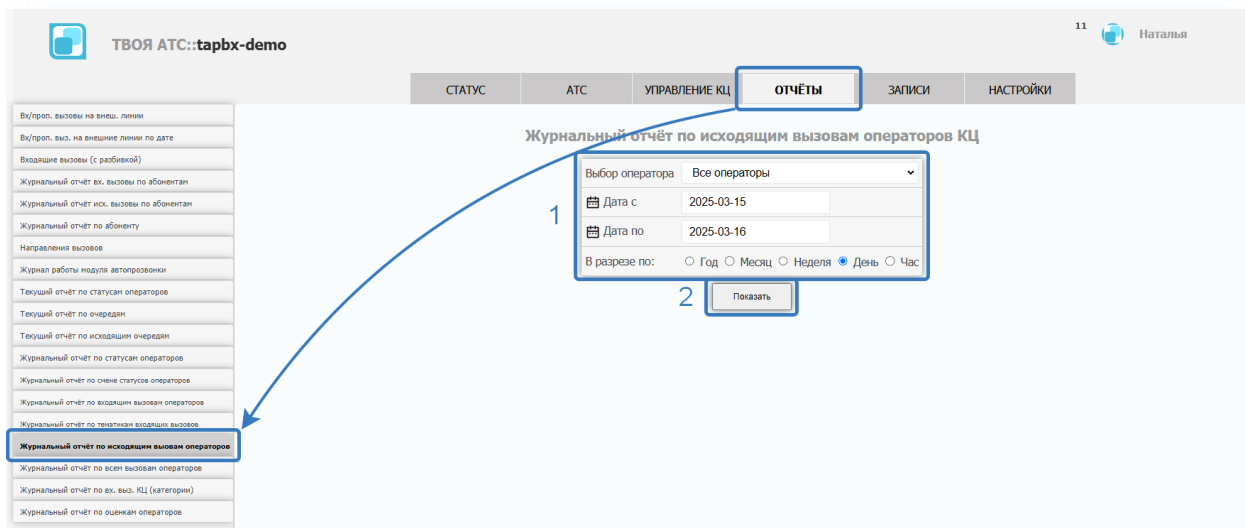 ТВОЯ АТС::tapbx-demo
11
Наталья
СТАТУС
АТС
УПРАВЛЕНИЕ КЦ
ОТЧЁТЫ
ЗАПИСИ
НАСТРОЙКИ
Вх/проп. вызовы на внеш. линии
Вх/проп. выз. на внешние линии по дате
Входящие вызовы (с разбивкой)
Журнальный отчёт вх. вызовы по абонентам
Журнальный отчёт исх. вызовы по абонентам
Журнальный отчёт по абоненту
Направления вызовов
Журнал работы модуля автопрозвонки
Текущий отчёт по статусам операторов
Текущий отчёт по очередям
Текущий отчёт по исходящим очередям
Журнальный отчёт по статусам операторов
Журнальный отчёт по смене статусов операторов
Журнальный отчёт по входящим вызовам операторов
Журнальный отчёт по тематикам входящих вызовов
Журнальный отчёт по исходящим выовам операторов
Журнальный отчёт по всем вызовам операторов
Журнальный отчёт по вх. выз. КЦ (категории)
Журнальный отчёт по оценкам операторов
Журнальный отчёт по исходящим вызовам операторов КЦ
1
Выбор оператора Все операторы
Дата с 2025-03-15
Дата по 2025-03-16
В разрезе по: Год Месяц Неделя День Час
2
Показать